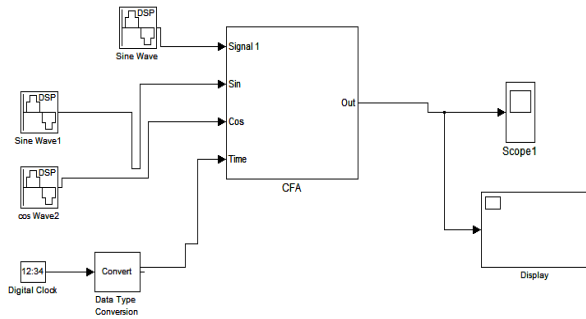 DSP
Sine Wave
Signal 1
Sin
Cos
Time
Out
CFA
DSP
Sine Wave1
DSP
cos Wave2
12:34
Digital Clock
Convert
Data Type
Conversion
Scope1
Display